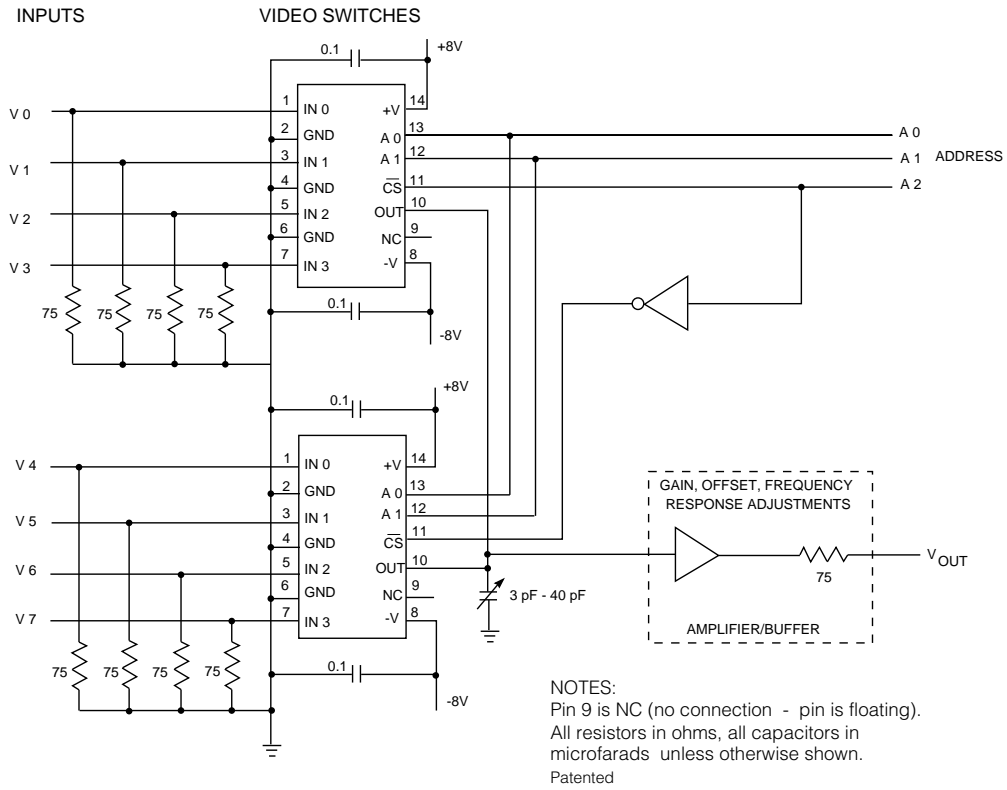 INPUTS
VIDEO SWITCHES
0.1
+8V
V 0
1
IN 0
+V
14
2
GND
A 0
13
A 0
V 1
3
IN 1
A 1
12
A 1
ADDRESS
4
GND
CS
11
A 2
V 2
5
IN 2
OUT
10
6
GND
NC
9
V 3
7
IN 3
-V
8
75
75
75
75
0.1
-8V
+8V
0.1
V 4
1
IN 0
+V
14
2
GND
A 0
13
V 5
3
IN 1
A 1
12
4
GND
CS
11
V 6
5
IN 2
OUT
10
6
GND
NC
9
V 7
7
IN 3
-V
8
75
75
75
75
0.1
-8V
3 pF - 40 pF
GAIN, OFFSET, FREQUENCY
RESPONSE ADJUSTMENTS
75
VOUT
AMPLIFIER/BUFFER
NOTES:
Pin 9 is NC (no connection - pin is floating).
All resistors in ohms, all capacitors in
microfarads unless otherwise shown.
Patented